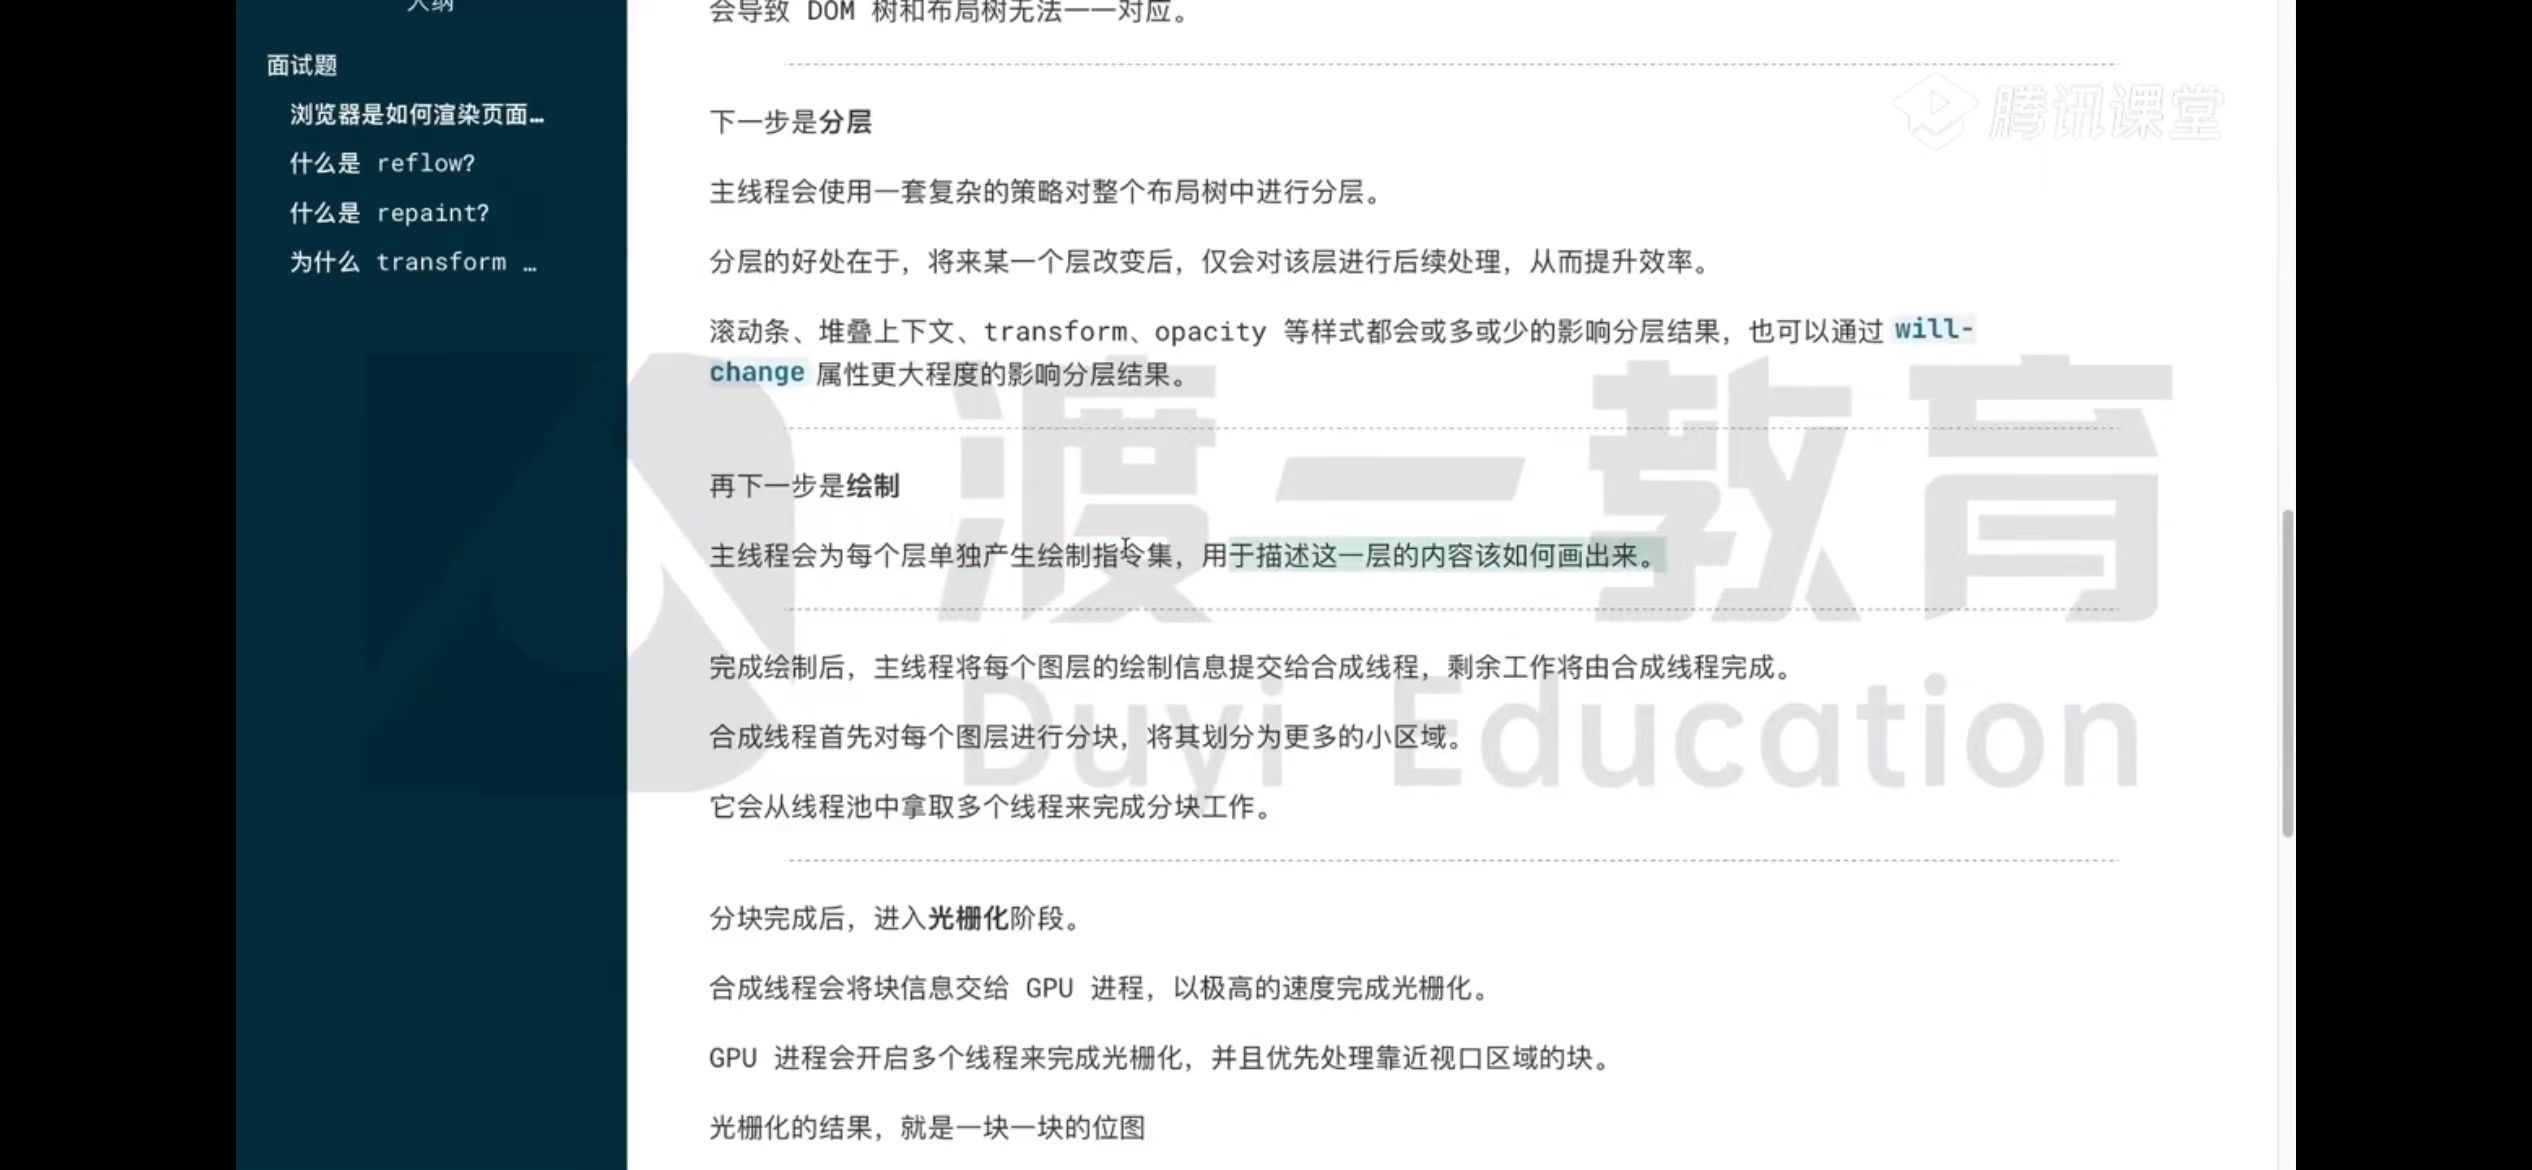 大纲
面试题
浏览器是如何渲染页面…
什么是 reflow?
什么是 repaint?
为什么 transform …
会导致 DOM 树和布局树无法一一对应。
腾讯课堂
下一步是分层
主线程会使用一套复杂的策略对整个布局树中进行分层。
分层的好处在于，将来某一个层改变后，仅会对该层进行后续处理，从而提升效率。
滚动条、堆叠上下文、transform、opacity 等样式都会或多或少的影响分层结果，也可以通过 will-
change 属性更大程度的影响分层结果。
渡一教育
再下一步是绘制
主线程会为每个层单独产生绘制指令集，用于描述这一层的内容该如何画出来。
完成绘制后，主线程将每个图层的绘制信息提交给合成线程，剩余工作将由合成线程完成。
Duyi Education
合成线程首先对每个图层进行分块，将其划分为更多的小区域。
它会从线程池中拿取多个线程来完成分块工作。
分块完成后，进入光栅化阶段。
合成线程会将块信息交给 GPU 进程，以极高的速度完成光栅化。
GPU 进程会开启多个线程来完成光栅化，并且优先处理靠近视口区域的块。
光栅化的结果，就是一块一块的位图